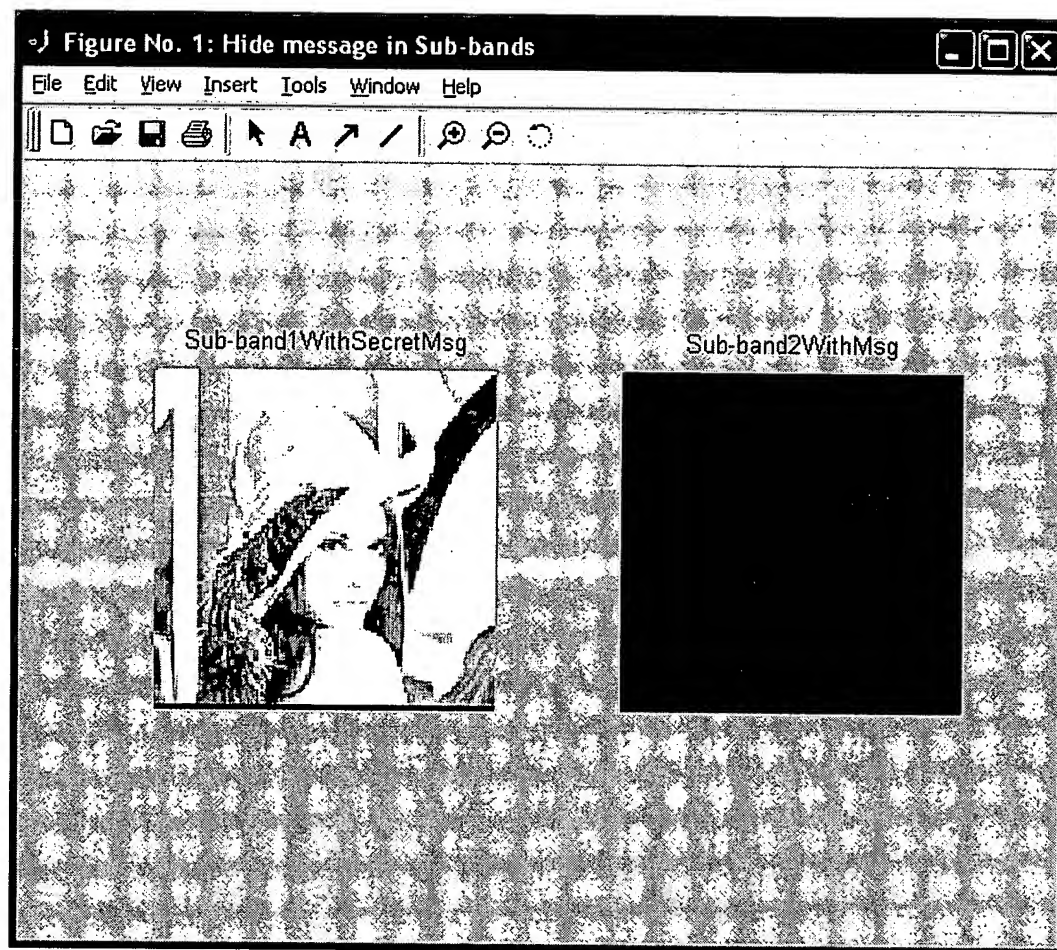 Figure No. 1: Hide message in Sub-bands
File Edit View Insert Tools Window Help
A
Sub-band1WithSecretMsg Sub-band2WithMsg